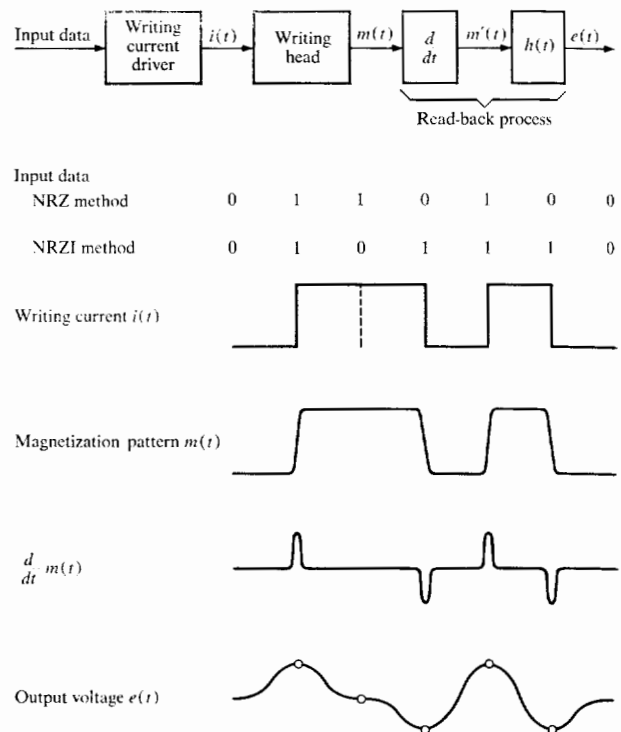 Input data
Writing current driver
i(t)
Writing head
m(t)
d
dt
m′(t)
h(t)
e(t)
Read-back process
Input data
NRZ method 0 1 1 0 1 0 0
NRZI method 0 1 0 1 1 1 0
Writing current i(t)
Magnetization pattern m(t)
d
dt m(t)
Output voltage e(t)